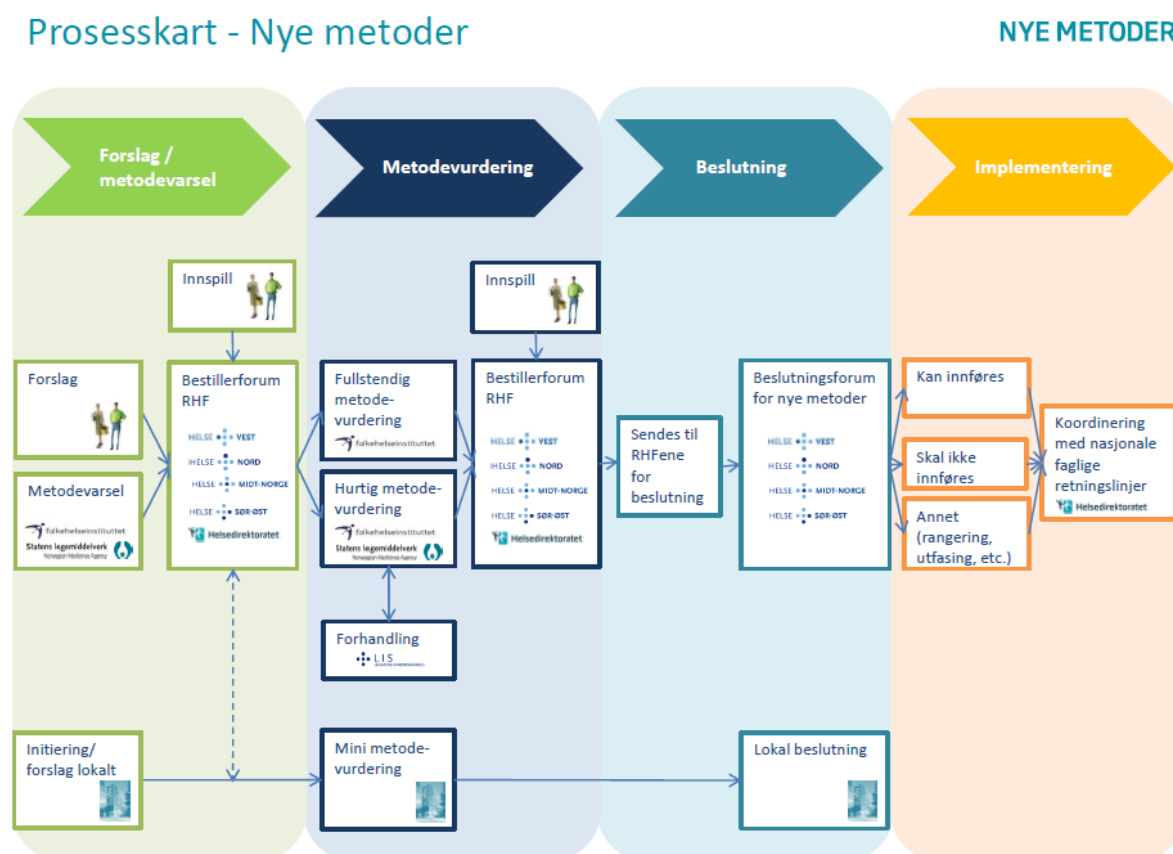 Prosesskart - Nye metoder
NYE METODER
Forslag /
metodevarsel
Metodevurdering
Beslutning
Implementering
Innspill
Innspill
Forslag
Bestillerforum
RHF
HELSE VEST
HELSE NORD
HELSE MIDT-NORGE
HELSE SØR-ØST
Helsedirektoratet
Metodevarsel
folkehelseinstituttet
Statens legemiddelverk
Norwegian Medicines Agency
Fullstendig
metode-
vurdering
folkehelseinstituttet
Hurtig metode-
vurdering
folkehelseinstituttet
Statens legemiddelverk
Norwegian Medicines Agency
Bestillerforum
RHF
HELSE VEST
HELSE NORD
HELSE MIDT-NORGE
HELSE SØR-ØST
Helsedirektoratet
Sendes til
RHFene
for
beslutning
Beslutningsforum
for nye metoder
HELSE VEST
HELSE NORD
HELSE MIDT-NORGE
HELSE SØR-ØST
Kan innføres
Skal ikke
innføres
Annet
(rangering,
utfasing, etc.)
Koordinering
med nasjonale
faglige
retningslinjer
Helsedirektoratet
Forhandling
LIS
Initiering/
forslag lokalt
Mini metode-
vurdering
Lokal beslutning